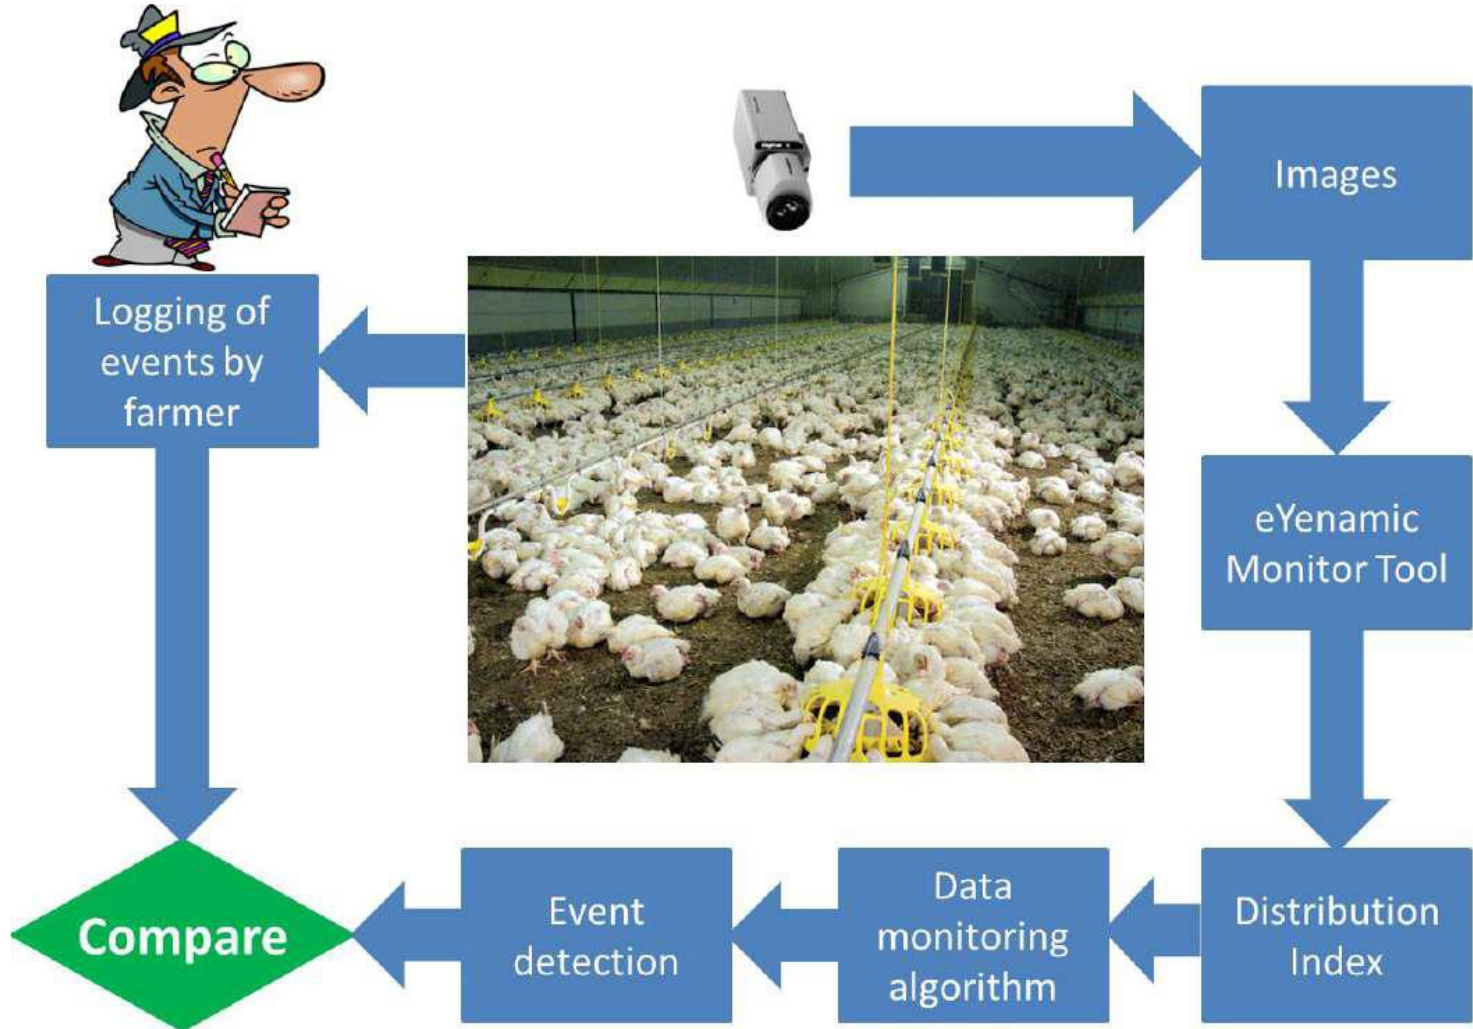 Images
Logging of
events by
farmer
eYenamic
Monitor Tool
Compare
Event
detection
Data
monitoring
algorithm
Distribution
Index